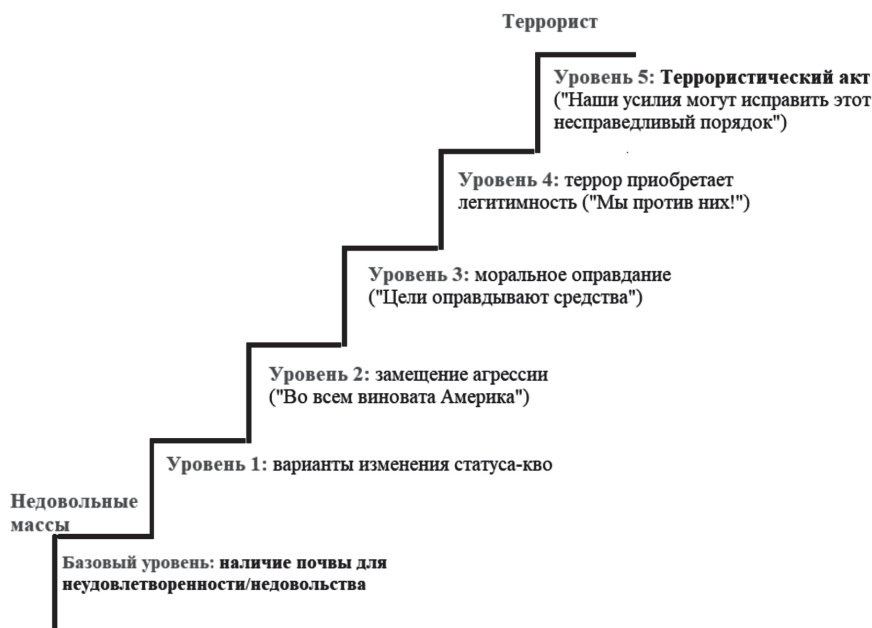 Террорист
Уровень 5: Террористический акт
("Наши усилия могут исправить этот
несправедливый порядок")
Уровень 4: террор приобретает
легитимность ("Мы против них!")
Уровень 3: моральное оправдание
("Цели оправдывают средства")
Уровень 2: замещение агрессии
("Во всем виновата Америка")
Уровень 1: варианты изменения статуса-кво
Недовольные
массы
Базовый уровень: наличие почвы для
неудовлетворенности/недовольства